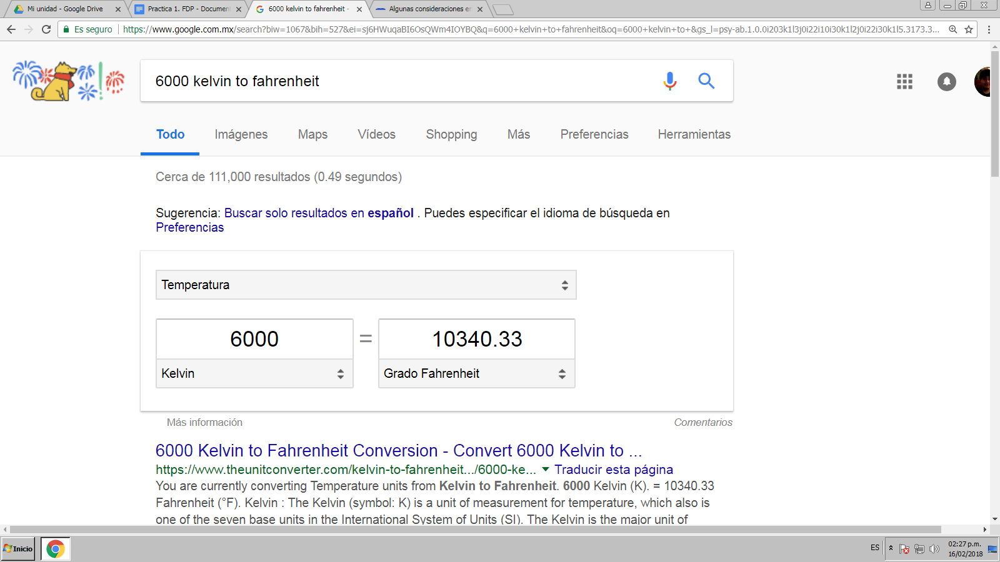 Mi unidad - Google Drive
Practica 1. FDP - Document
6000 kelvin to fahrenheit -
Algunas consideraciones en
Es seguro
https://www.google.com.mx/search?biw=1067&bih=527&ei=sj6HWuqaBI6OsQWm4IOYBQ&q=6000+kelvin+to+fahrenheit&oq=6000+kelvin+to+&gs_l=psy-ab.1.0.0i203k1l3j0i22i10i30k1l2j0i22i30k1l5.3173.3...
6000 kelvin to fahrenheit
Todo
Imágenes
Maps
Vídeos
Shopping
Más
Preferencias
Herramientas
Cerca de 111,000 resultados (0.49 segundos)
Sugerencia: Buscar solo resultados en español . Puedes especificar el idioma de búsqueda en
Preferencias
Temperatura
6000
=
10340.33
Kelvin
Grado Fahrenheit
Más información
Comentarios
6000 Kelvin to Fahrenheit Conversion - Convert 6000 Kelvin to ...
https://www.theunitconverter.com/kelvin-to-fahrenheit.../6000-ke... Traducir esta página
You are currently converting Temperature units from Kelvin to Fahrenheit. 6000 Kelvin (K). = 10340.33
Fahrenheit (°F). Kelvin : The Kelvin (symbol: K) is a unit of measurement for temperature, which also is
one of the seven base units in the International System of Units (SI). The Kelvin is the major unit of
Inicio
ES
02:27 p.m.
16/02/2018